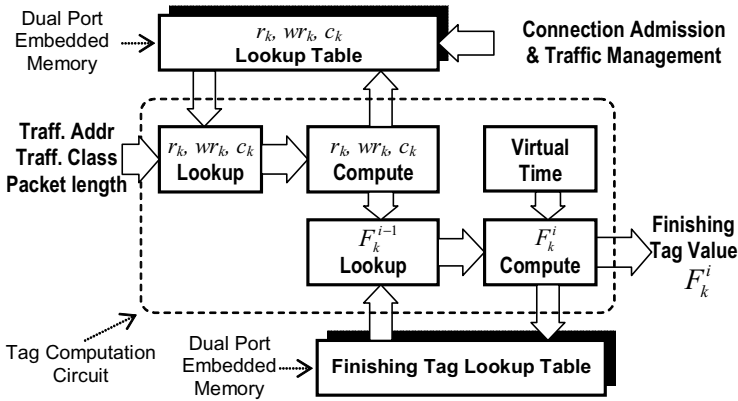 Dual Port
Embedded
Memory
r_k, wr_k, c_k
Lookup Table
Connection Admission
& Traffic Management
Traff. Addr
Traff. Class
Packet length
r_k, wr_k, c_k
Lookup
r_k, wr_k, c_k
Compute
Virtual
Time
F_k^{i-1}
Lookup
F_k^i
Compute
Finishing
Tag Value
F_k^i
Tag Computation
Circuit
Dual Port
Embedded
Memory
Finishing Tag Lookup Table